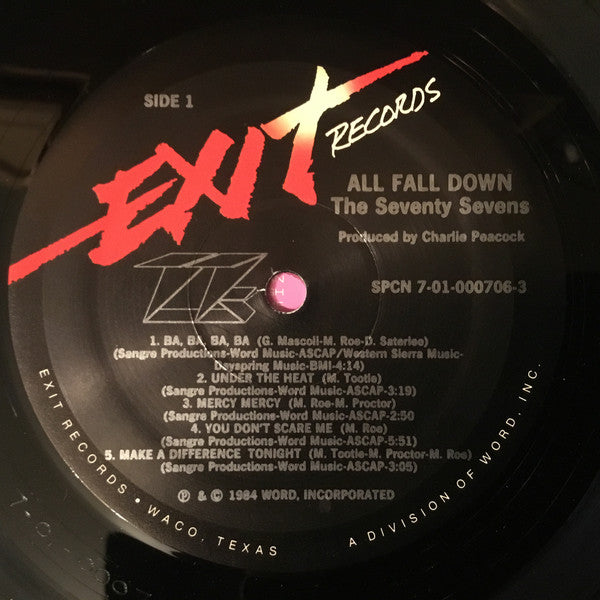 SIDE 1
EXIT
RECORDS
ALL FALL DOWN
The Seventy Sevens
Produced by Charlie Peacock
SPCN 7-01-000706-3
1. BA, BA, BA, BA (G. Mascoli-M. Roe-D. Saterlee)
(Sangre Productions-Word Music-ASCAP/Western Sierra Music-
Dayspring Music-BMI-4:14)
2. UNDER THE HEAT (M. Tootle)
(Sangre Productions-Word Music-ASCAP-3:19)
3. MERCY MERCY (M. Roe-M. Proctor)
(Sangre Productions-Word Music-ASCAP-2:50
4. YOU DON'T SCARE ME (M. Roe)
(Sangre Productions-Word Music-ASCAP-5:51)
5. MAKE A DIFFERENCE TONIGHT (M. Tootle-M. Proctor-M. Roe)
(Sangre Productions-Word Music-ASCAP-3:05)
℗ & © 1984 WORD, INCORPORATED
EXIT RECORDS • WACO, TEXAS
A DIVISION OF WORD, INC.